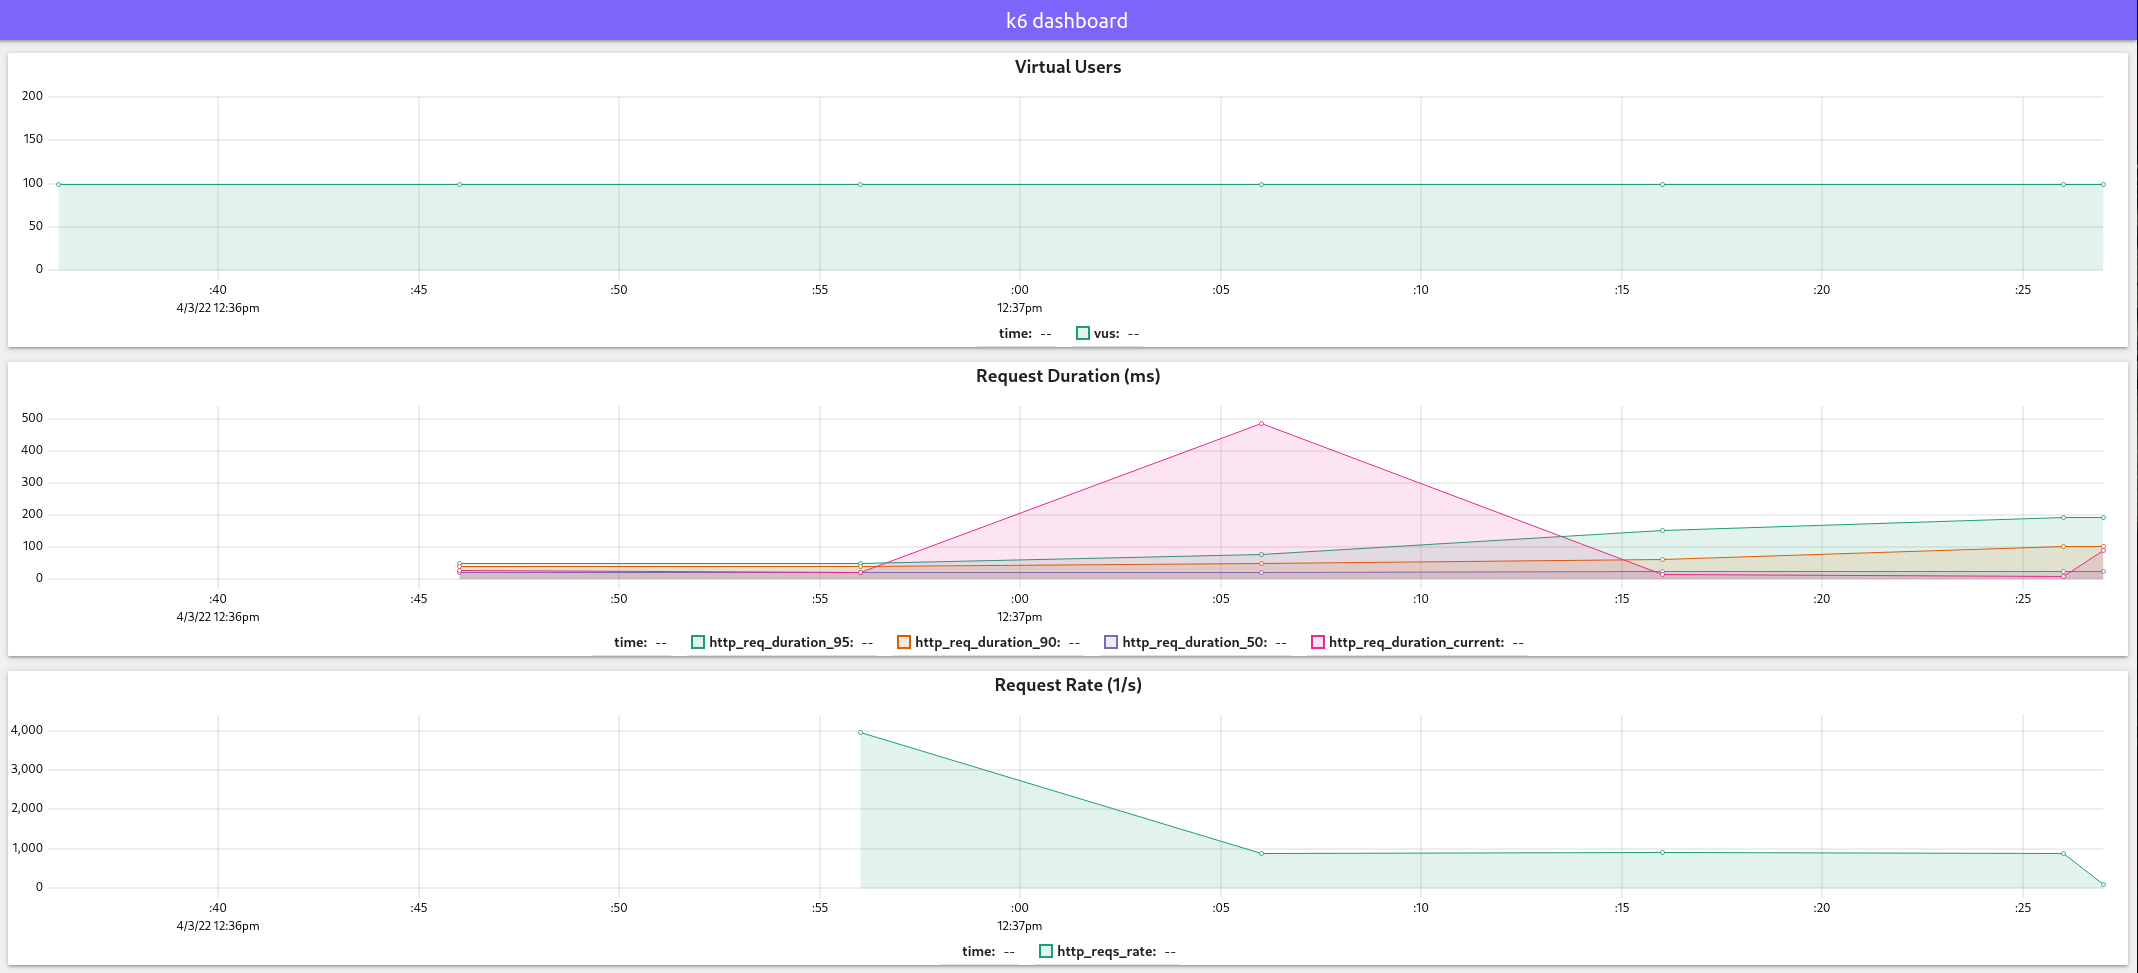 k6 dashboard
Virtual Users
200
150
100
50
0
:40 :45 :50 :55 :00 :05 :10 :15 :20 :25
4/3/22 12:36pm 12:37pm
time: -- vus: --
Request Duration (ms)
500
400
300
200
100
0
:40 :45 :50 :55 :00 :05 :10 :15 :20 :25
4/3/22 12:36pm 12:37pm
time: -- http_req_duration_95: -- http_req_duration_90: -- http_req_duration_50: -- http_req_duration_current: --
Request Rate (1/s)
4,000
3,000
2,000
1,000
0
:40 :45 :50 :55 :00 :05 :10 :15 :20 :25
4/3/22 12:36pm 12:37pm
time: -- http_reqs_rate: --